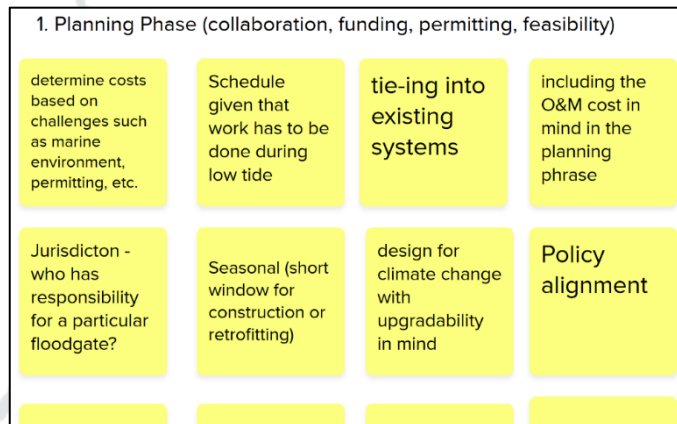 1. Planning Phase (collaboration, funding, permitting, feasibility)
determine costs
based on
challenges such
as marine
environment,
permitting, etc.
Schedule
given that
work has to be
done during
low tide
tie-ing into
existing
systems
including the
O&M cost in
mind in the
planning
phrase
Jurisdicton -
who has
responsibility
for a particular
floodgate?
Seasonal (short
window for
construction or
retrofitting)
design for
climate change
with
upgradability
in mind
Policy
alignment